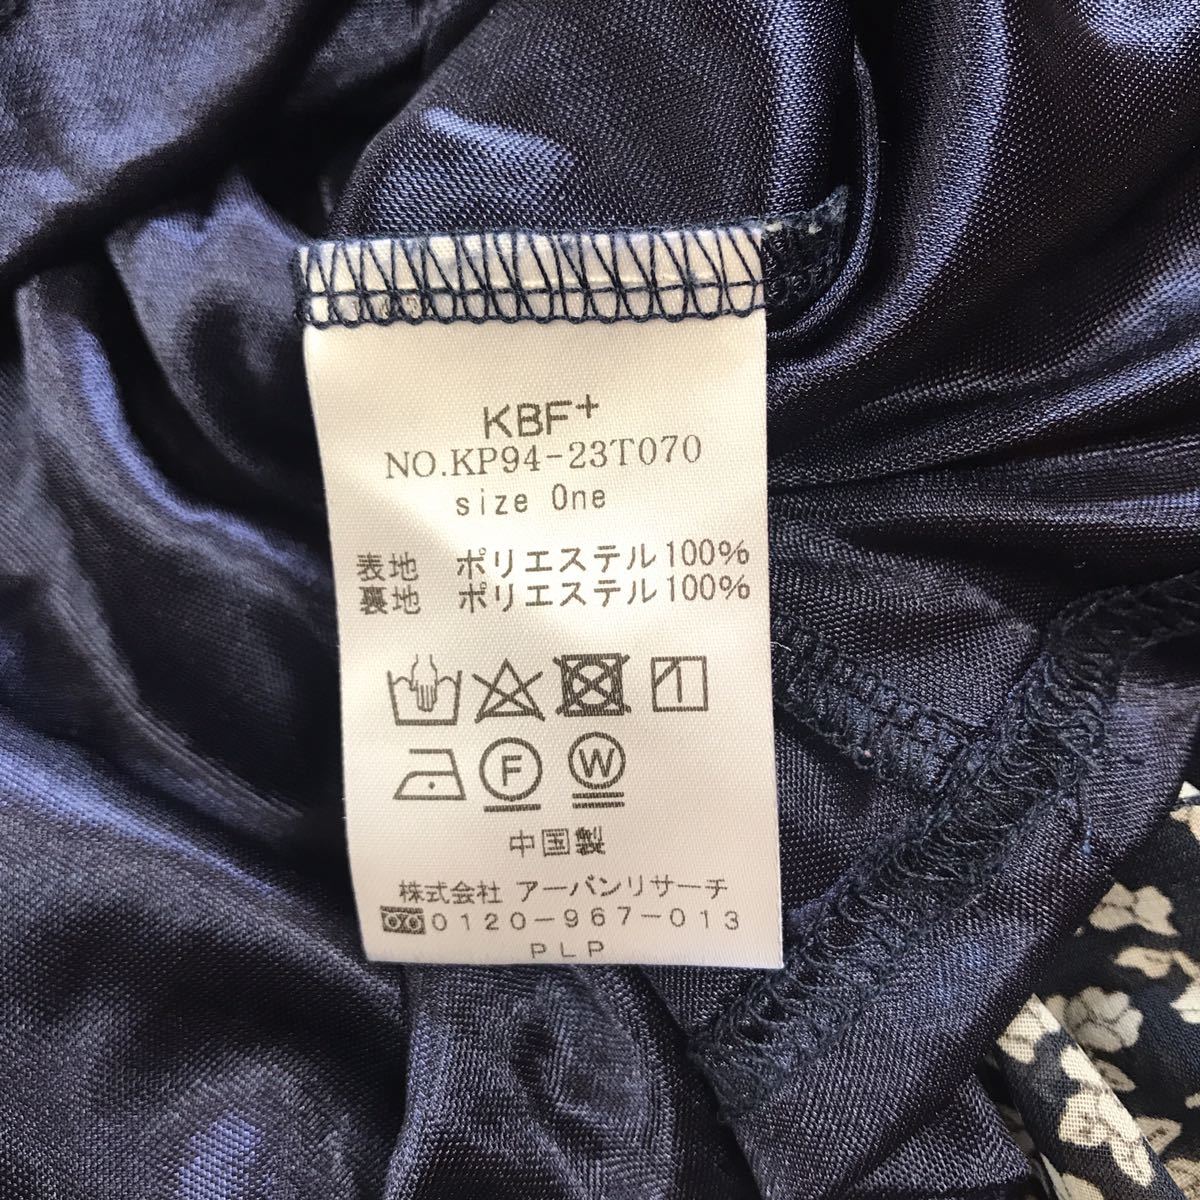 KBF+
NO.KP94-23T070
size One
表地 ポリエステル100%
裏地 ポリエステル100%
F
W
中国製
株式会社 アーバンリサーチ
0120-967-013
PLP